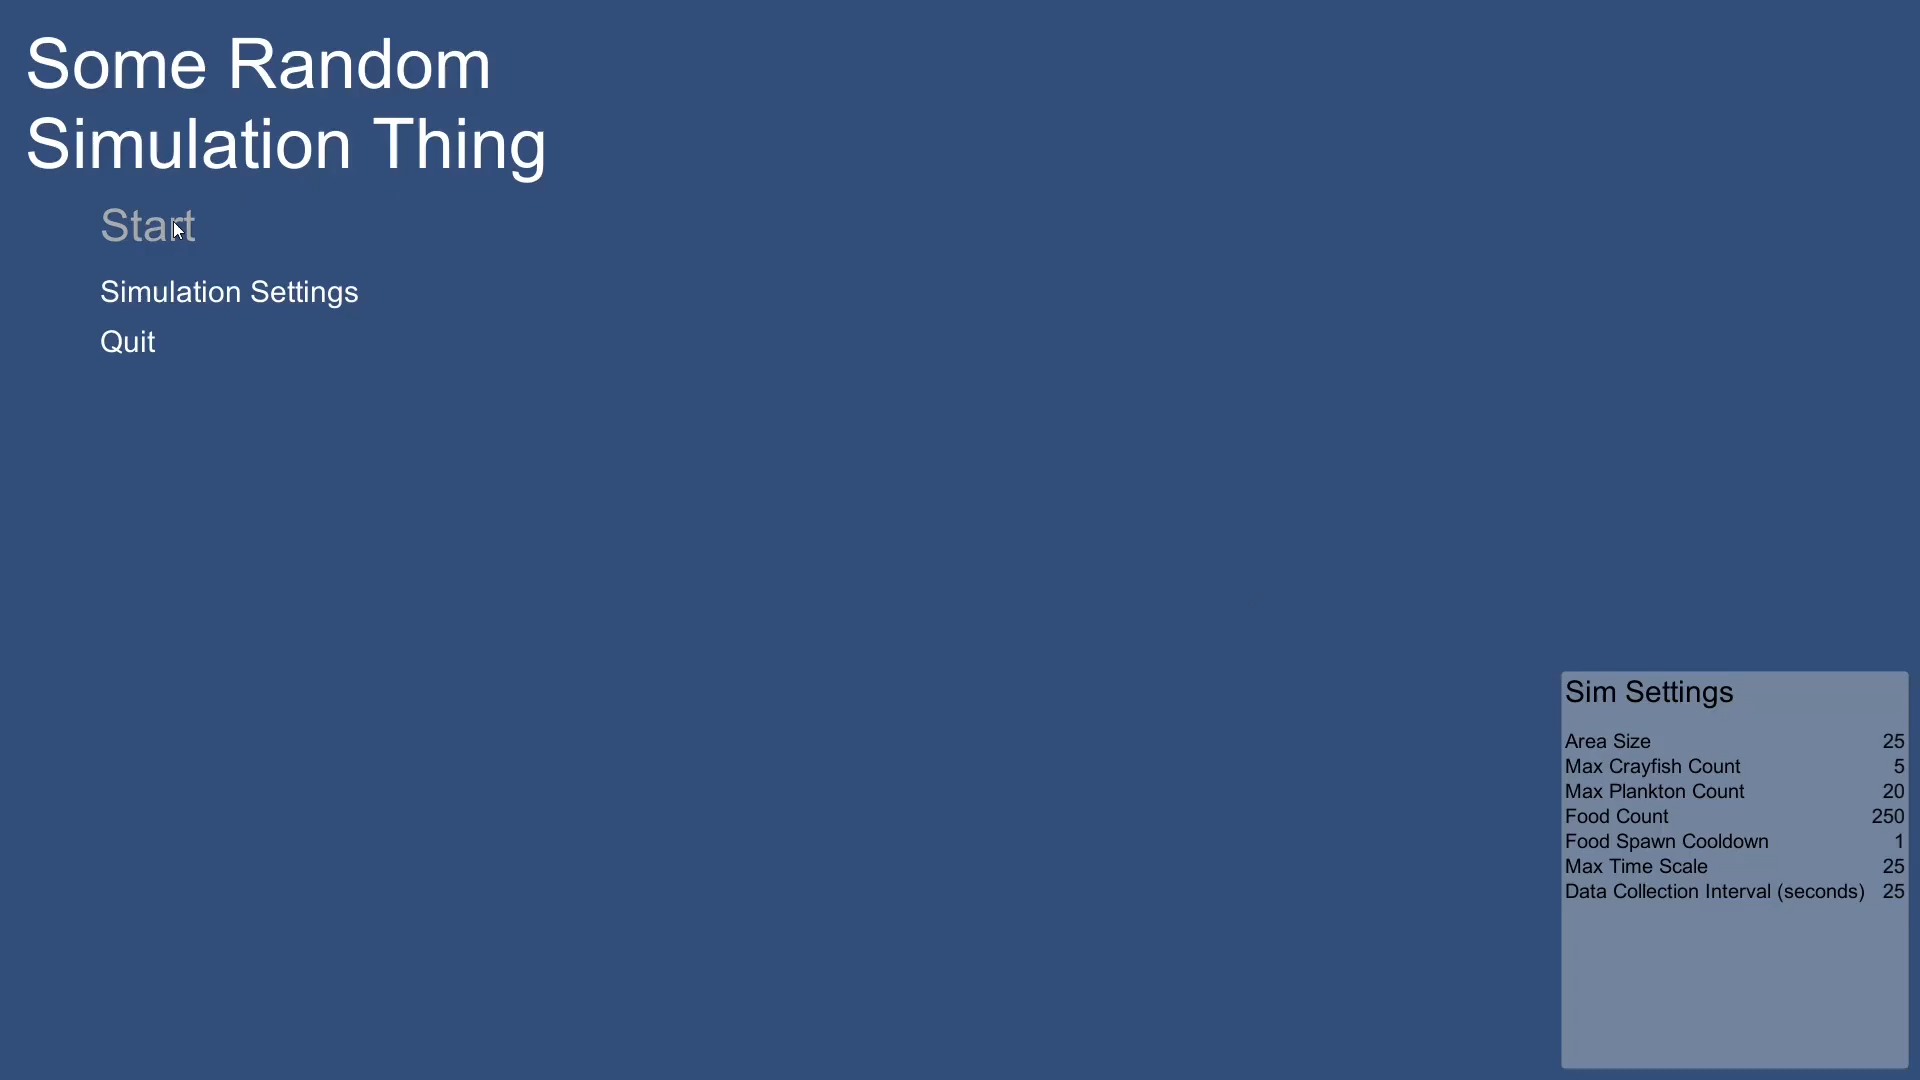 Some Random
Simulation Thing
Start
Simulation Settings
Quit
Sim Settings
Area Size 25
Max Crayfish Count 5
Max Plankton Count 20
Food Count 250
Food Spawn Cooldown 1
Max Time Scale 25
Data Collection Interval (seconds) 25